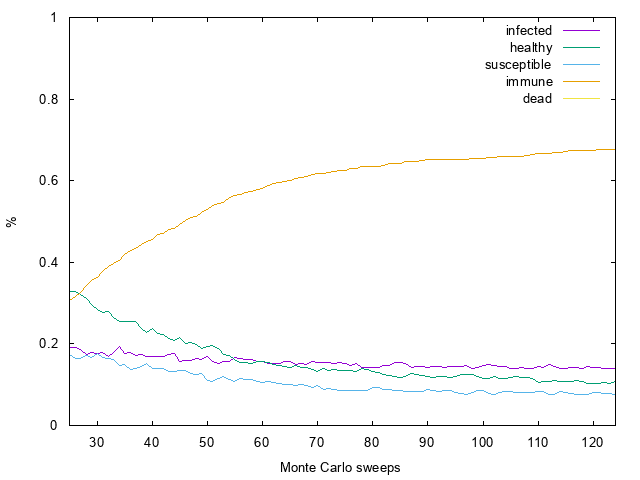 1
0.8
0.6
0.4
0.2
0
%
infected
healthy
susceptible
immune
dead
30 40 50 60 70 80 90 100 110 120
Monte Carlo sweeps